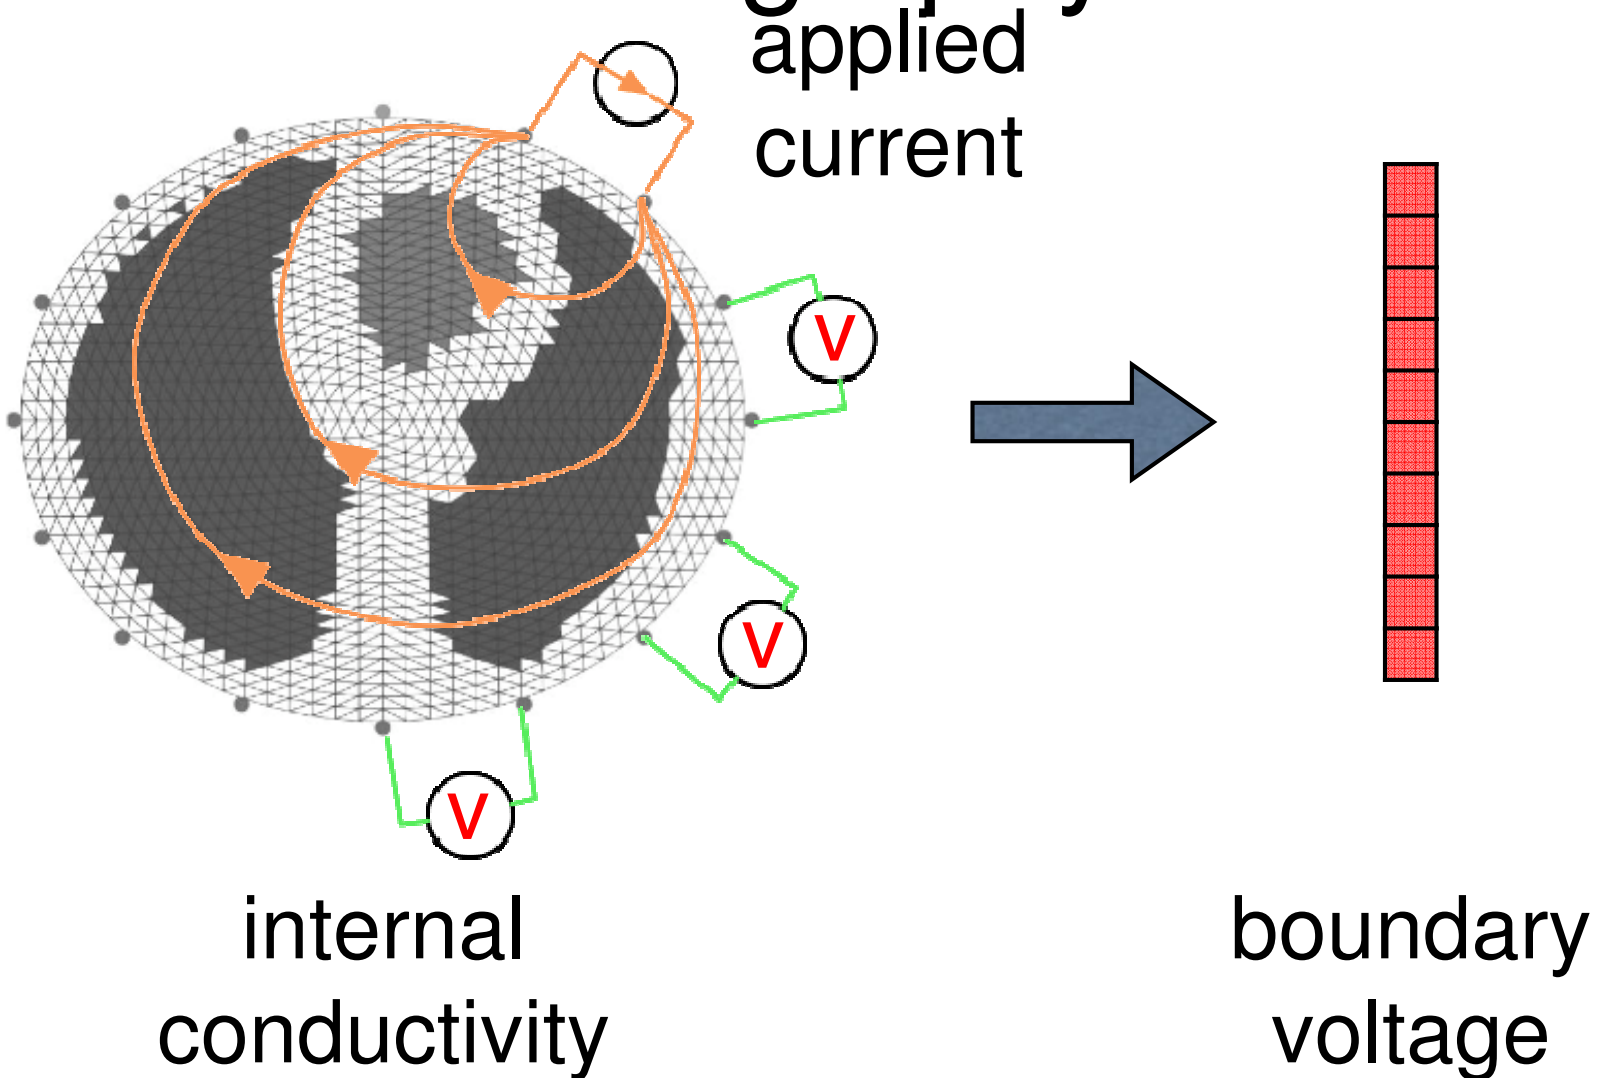 applied
current
V
V
V
internal
conductivity
boundary
voltage